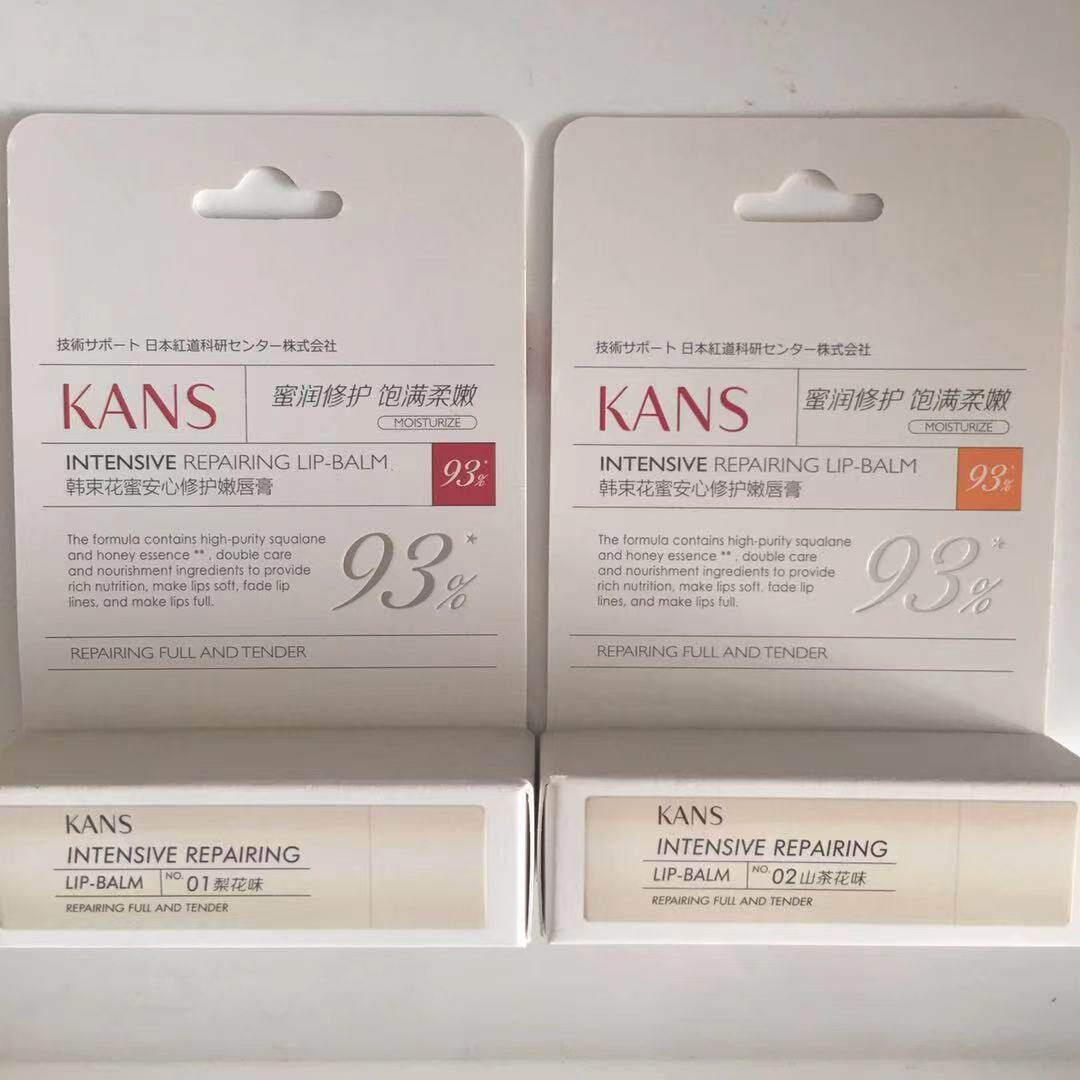 技術サポート 日本紅道科研センター株式会社
KANS
蜜润修护 饱满柔嫩
MOISTURIZE
INTENSIVE REPAIRING LIP-BALM
韩束花蜜安心修护嫩唇膏
93%*
The formula contains high-purity squalane
and honey essence ** , double care
and nourishment ingredients to provide
rich nutrition, make lips soft, fade lip
lines, and make lips full.
93%*
REPAIRING FULL AND TENDER
KANS
INTENSIVE REPAIRING
LIP-BALM NO. 01梨花味
REPAIRING FULL AND TENDER
技術サポート 日本紅道科研センター株式会社
KANS
蜜润修护 饱满柔嫩
MOISTURIZE
INTENSIVE REPAIRING LIP-BALM
韩束花蜜安心修护嫩唇膏
93%*
The formula contains high-purity squalane
and honey essence ** , double care
and nourishment ingredients to provide
rich nutrition, make lips soft, fade lip
lines, and make lips full.
93%*
REPAIRING FULL AND TENDER
KANS
INTENSIVE REPAIRING
LIP-BALM NO. 02山茶花味
REPAIRING FULL AND TENDER